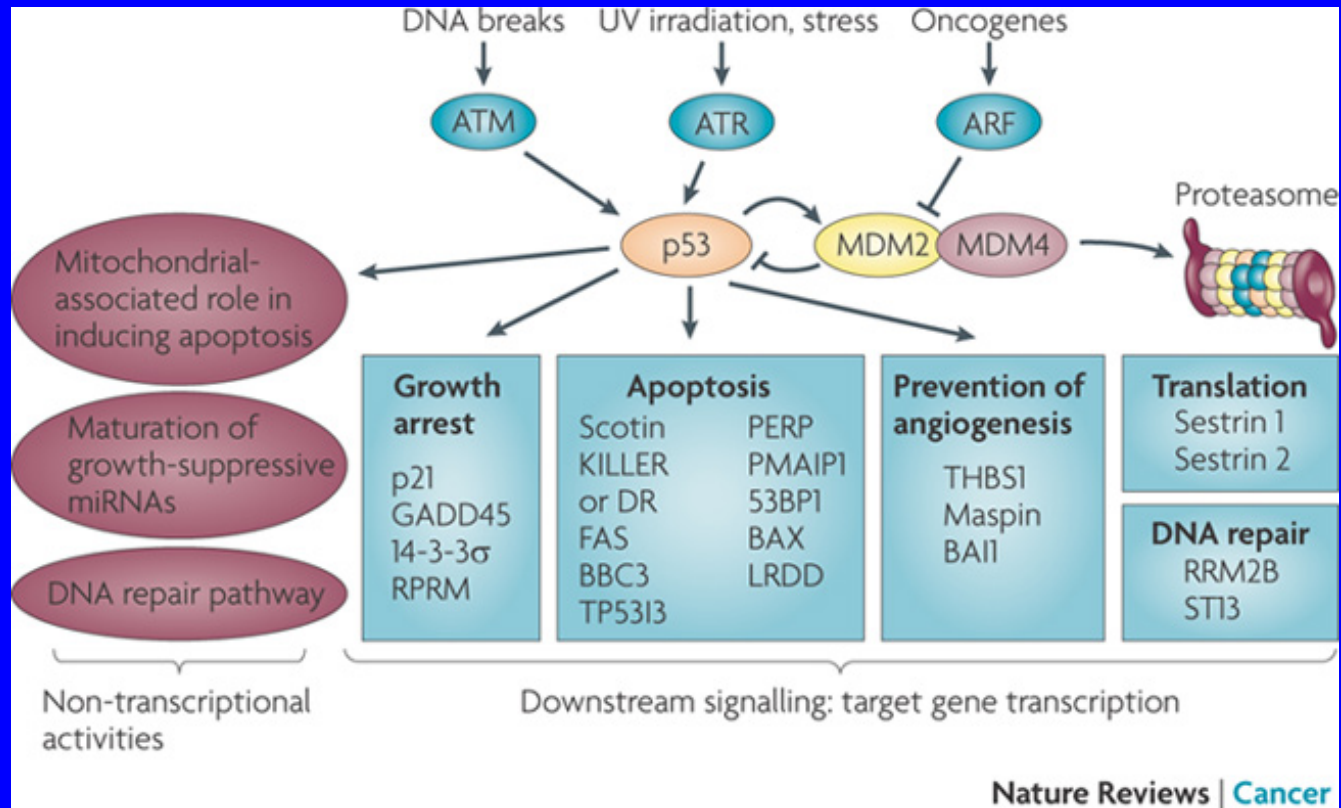 DNA breaks
UV irradiation, stress
Oncogenes
ATM
ATR
ARF
Proteasome
p53
MDM2
MDM4
Mitochondrial-
associated role in
inducing apoptosis
Maturation of
growth-suppressive
miRNAs
DNA repair pathway
Growth
arrest
p21
GADD45
14-3-3σ
RPRM
Apoptosis
Scotin
KILLER
or DR
FAS
BBC3
TP53I3
PERP
PMAIP1
53BP1
BAX
LRDD
Prevention of
angiogenesis
THBS1
Maspin
BAI1
Translation
Sestrin 1
Sestrin 2
DNA repair
RRM2B
ST13
Non-transcriptional
activities
Downstream signalling: target gene transcription
Nature Reviews | Cancer